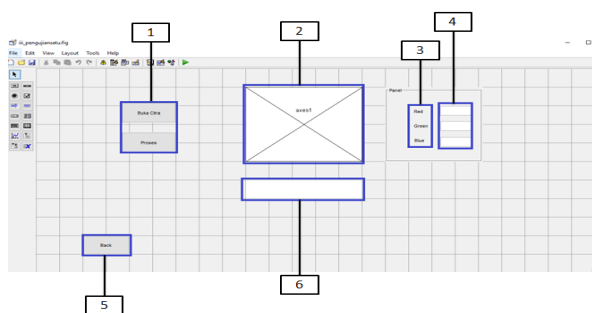 1
2
3
4
iii_pengujiansatu.fig
File Edit View Layout Tools Help
Buka Citra
Proses
axes1
Panel
Red
Green
Blue
Back
5
6